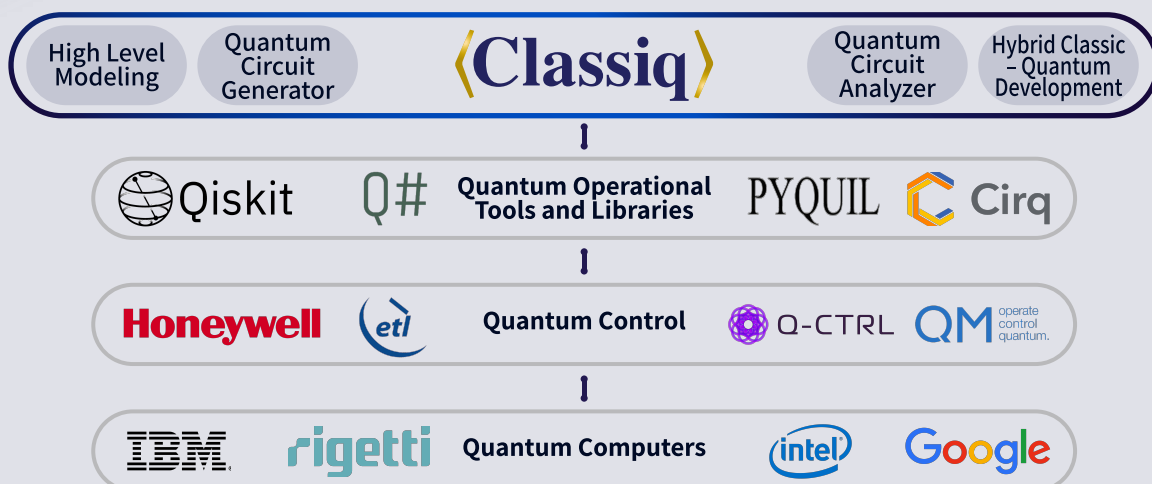 High Level
Modeling
Quantum
Circuit
Generator
⟨Classiq⟩
Quantum
Circuit
Analyzer
Hybrid Classic
– Quantum
Development
Qiskit
Q#
Quantum Operational
Tools and Libraries
PYQUIL
Cirq
Honeywell
etl
Quantum Control
Q-CTRL
QM
operate
control
quantum.
IBM
rigetti
Quantum Computers
intel
Google